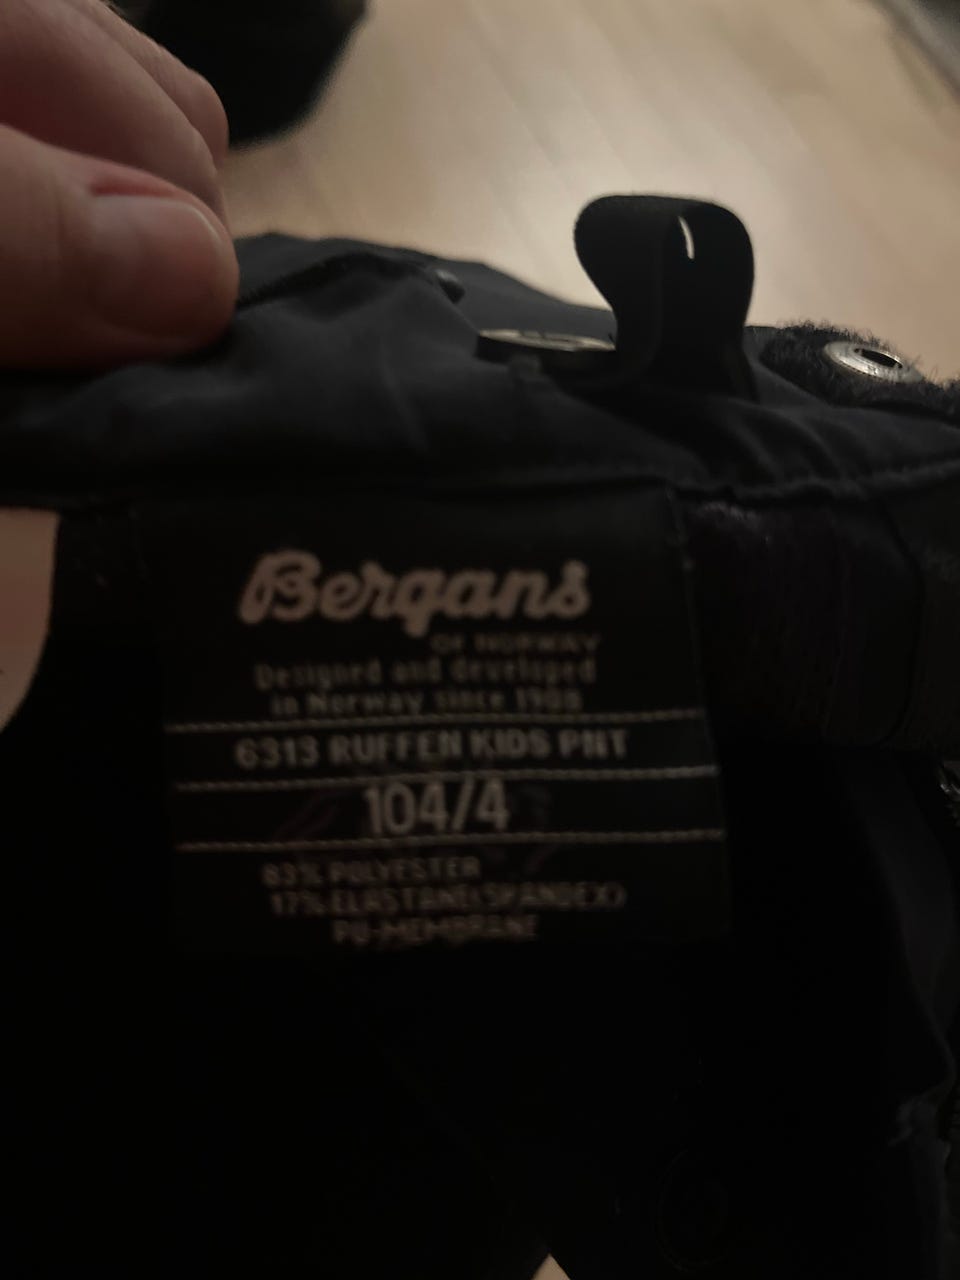 Bergans
OF NORWAY
Designed and developed
in Norway since 1908
6313 RUFFEN KIDS PNT
104/4
83% POLYESTER
17% ELASTANE(SPANDEX)
PU-MEMBRANE